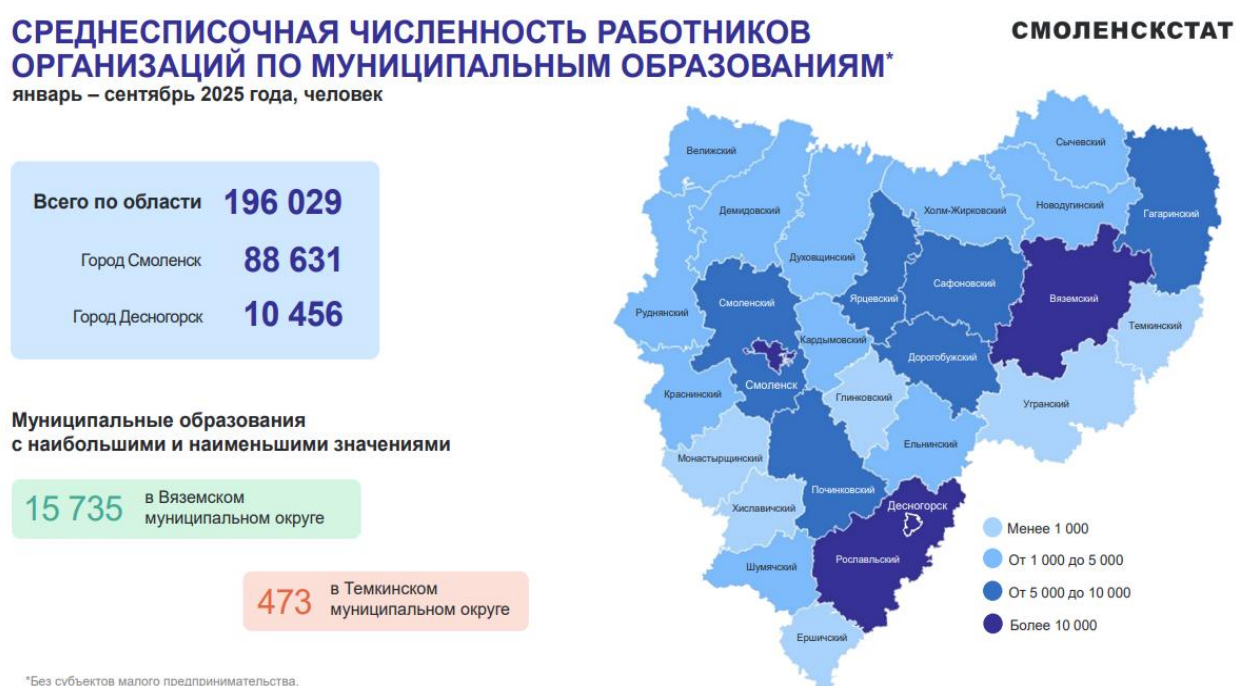 СРЕДНЕСПИСОЧНАЯ ЧИСЛЕННОСТЬ РАБОТНИКОВ
ОРГАНИЗАЦИЙ ПО МУНИЦИПАЛЬНЫМ ОБРАЗОВАНИЯМ*
январь – сентябрь 2025 года, человек
СМОЛЕНСКСТАТ
Всего по области 196 029
Город Смоленск 88 631
Город Десногорск 10 456
Муниципальные образования
с наибольшими и наименьшими значениями
15 735 в Вяземском
муниципальном округе
473 в Темкинском
муниципальном округе
*Без субъектов малого предпринимательства.
Велижский
Сычевский
Демидовский
Холм-Жирковский
Новодугинский
Гагаринский
Духовщинский
Руднянский
Смоленский
Ярцевский
Сафоновский
Вяземский
Темкинский
Кардымовский
Дорогобужский
Смоленск
Краснинский
Глинковский
Угранский
Монастырщинский
Ельнинский
Починковский
Хиславичский
Десногорск
Шумячский
Рославльский
Ершичский
Менее 1 000
От 1 000 до 5 000
От 5 000 до 10 000
Более 10 000